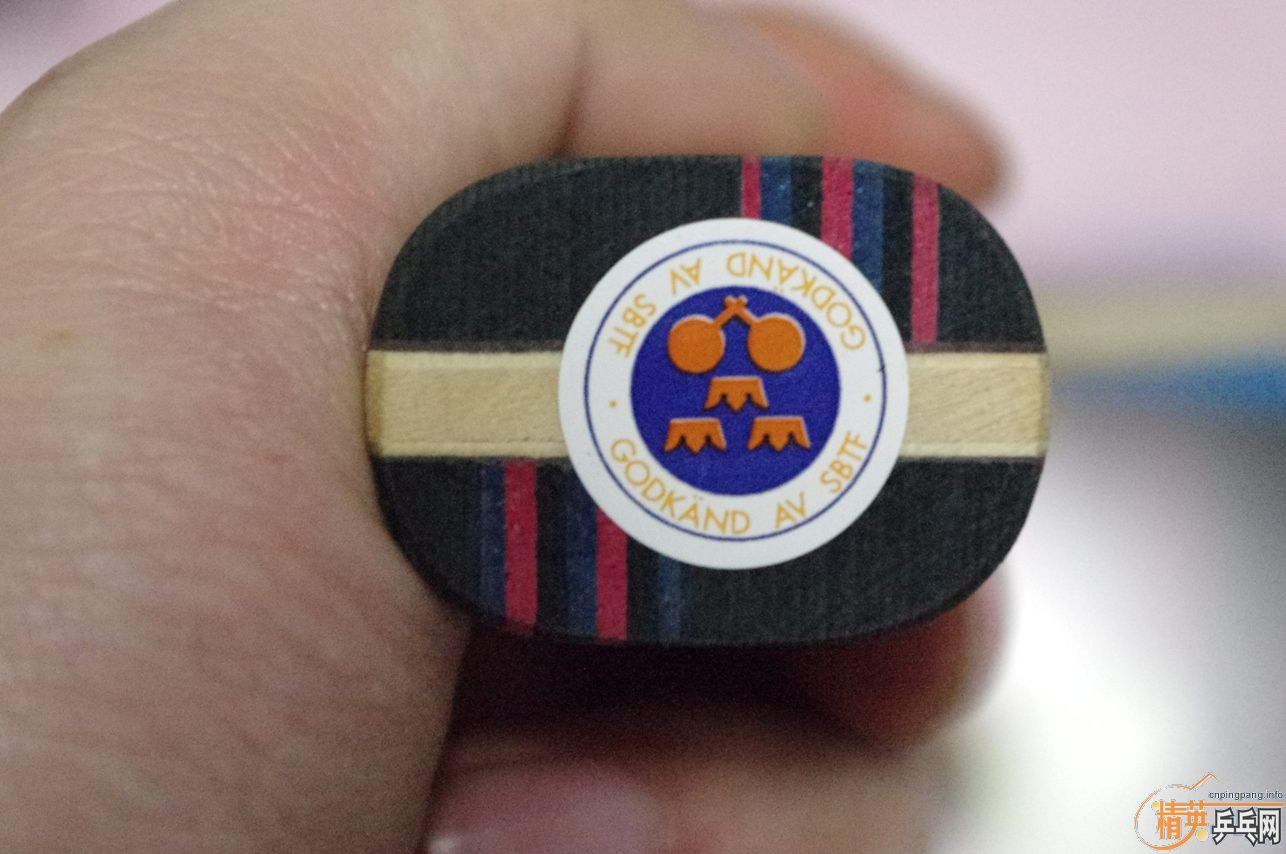 GODKÄND AV SBTF
GODKÄND AV SBTF
cnpingpang.info
精英乒乓网